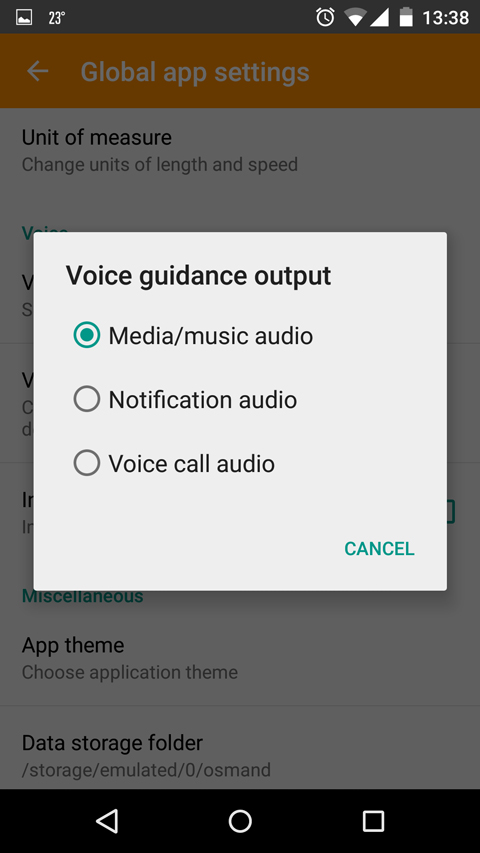 23°
13:38
Global app settings
Unit of measure
Change units of length and speed
Voice guidance output
Media/music audio
Notification audio
Voice call audio
CANCEL
Miscellaneous
App theme
Choose application theme
Data storage folder
/storage/emulated/0/osmand